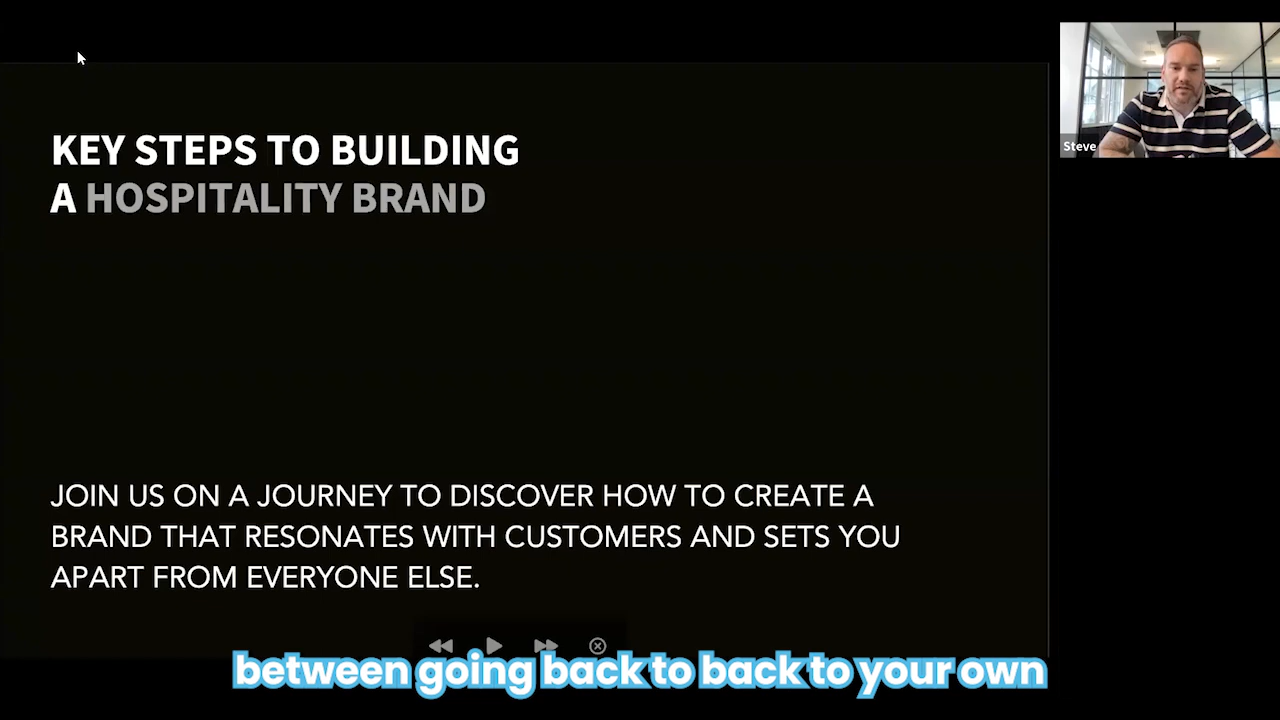 KEY STEPS TO BUILDING
A HOSPITALITY BRAND
Steve
JOIN US ON A JOURNEY TO DISCOVER HOW TO CREATE A
BRAND THAT RESONATES WITH CUSTOMERS AND SETS YOU
APART FROM EVERYONE ELSE.
between going back to back to your own